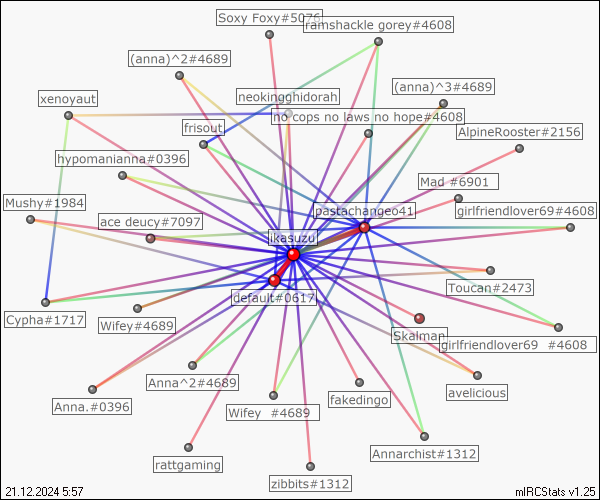 Soxy Foxy#5076
ramshackle gorey#4608
(anna)^2#4689
(anna)^3#4689
xenoyaut
neokingghidorah
no cops no laws no hope#4608
frisout
AlpineRooster#2156
hypomanianna#0396
Mad #6901
Mushy#1984
pastachangeo41
girlfriendlover69#4608
ace deucy#7097
ikasuzu
Toucan#2473
default#0617
Cypha#1717
Wifey#4689
Skalman
girlfriendlover69 #4608
Anna^2#4689
avelicious
Anna.#0396
fakedingo
Wifey #4689
Annarchist#1312
rattgaming
zibbits#1312
21.12.2024 5:57
mIRCStats v1.25